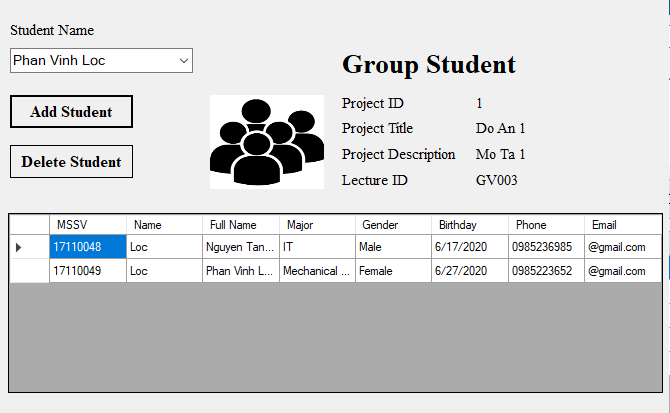 Student Name
Phan Vinh Loc
Add Student
Delete Student
Group Student
Project ID 1
Project Title Do An 1
Project Description Mo Ta 1
Lecture ID GV003
MSSV Name Full Name Major Gender Birthday Phone Email
17110048 Loc Nguyen Tan... IT Male 6/17/2020 0985236985 @gmail.com
17110049 Loc Phan Vinh L... Mechanical ... Female 6/27/2020 0985223652 @gmail.com